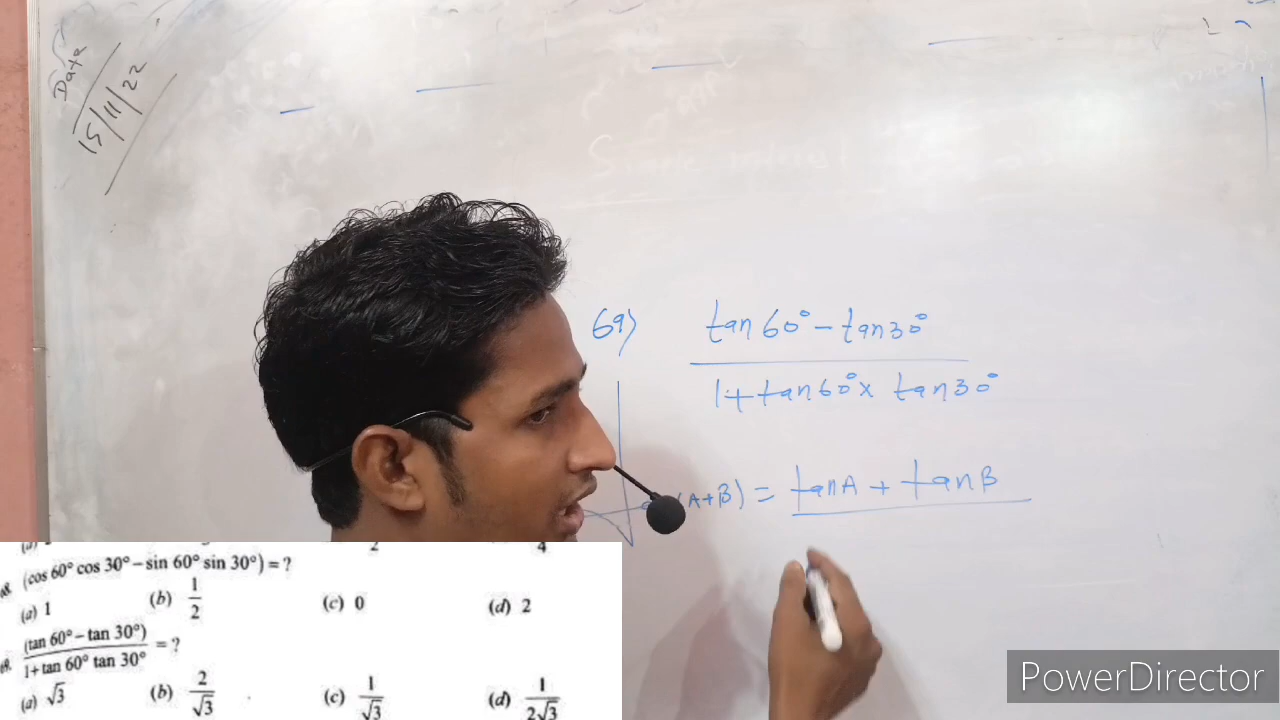 Date
15/11/22
Simple interest
69) tan 60° - tan 30°
1 + tan 60° x tan 30°
(A+B) = tan A + tan B
(cos 60° cos 30° – sin 60° sin 30°) = ?
(a) 1 (b) 1/2 (c) 0 (d) 2
(tan 60° – tan 30°) / 1 + tan 60° tan 30° = ?
(a) √3 (b) 2/√3 (c) 1/√3 (d) 1/2√3
PowerDirector